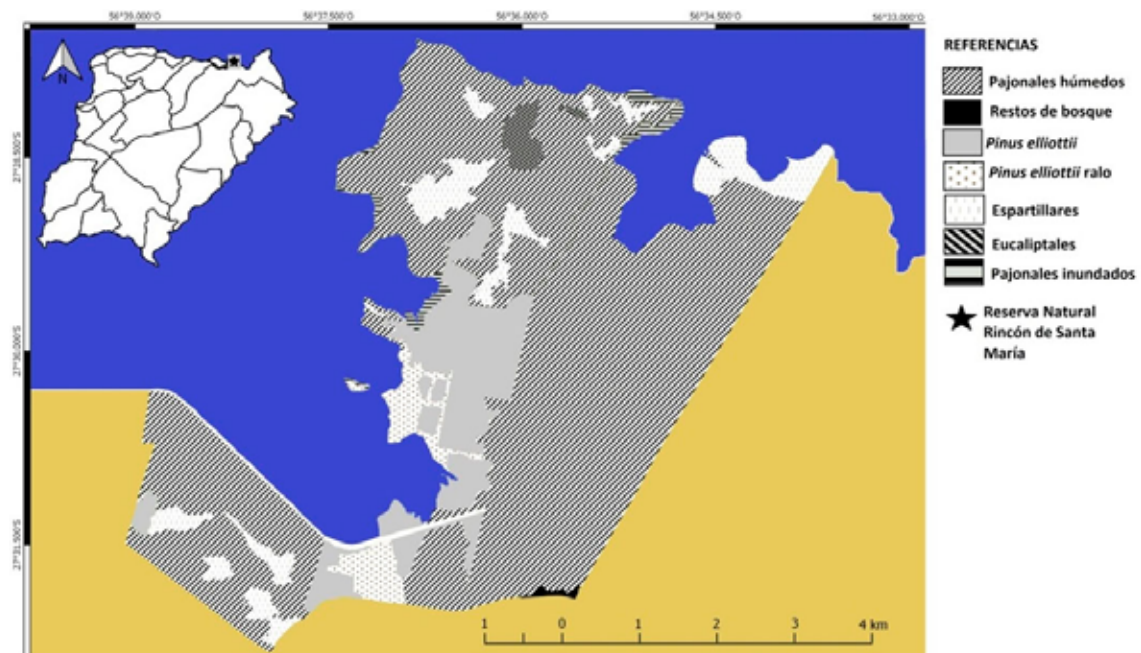 56°39.000'O 56°37.500'O 56°36.000'O 56°34.500'O 56°33.000'O
27°28.500'S
27°30.000'S
27°31.500'S
N
REFERENCIAS
Pajonales húmedos
Restos de bosque
Pinus elliottii
Pinus elliottii ralo
Espartillares
Eucaliptales
Pajonales inundados
Reserva Natural
Rincón de Santa
María
1 0 1 2 3 4 km